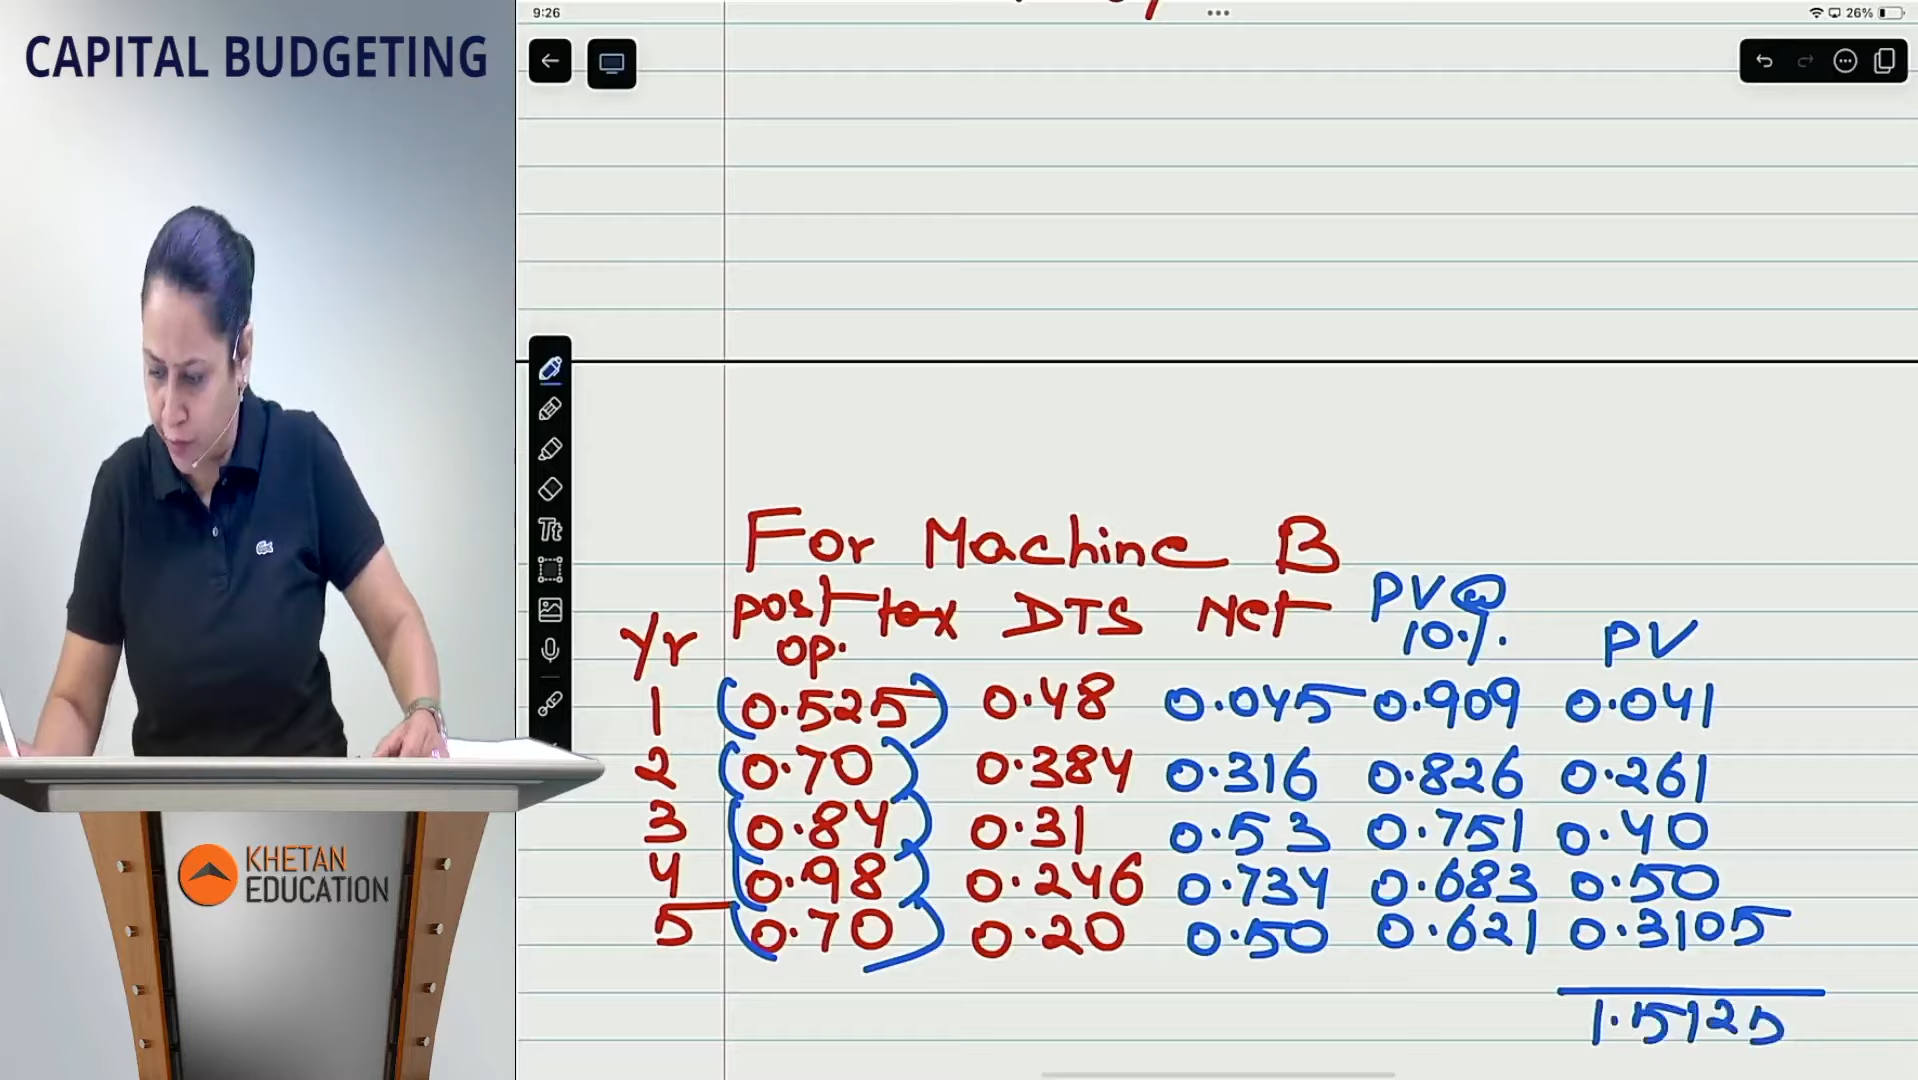 9:26
26%
CAPITAL BUDGETING
Tt
For Machine B
Yr post tax op. DTS Net PV@ 10%. PV
1 (0.525) 0.48 0.045 0.909 0.041
2 (0.70) 0.384 0.316 0.826 0.261
3 (0.84) 0.31 0.53 0.751 0.40
4 (0.98) 0.246 0.734 0.683 0.50
5 (0.70) 0.20 0.50 0.621 0.3105
1.5125
KHETAN
EDUCATION